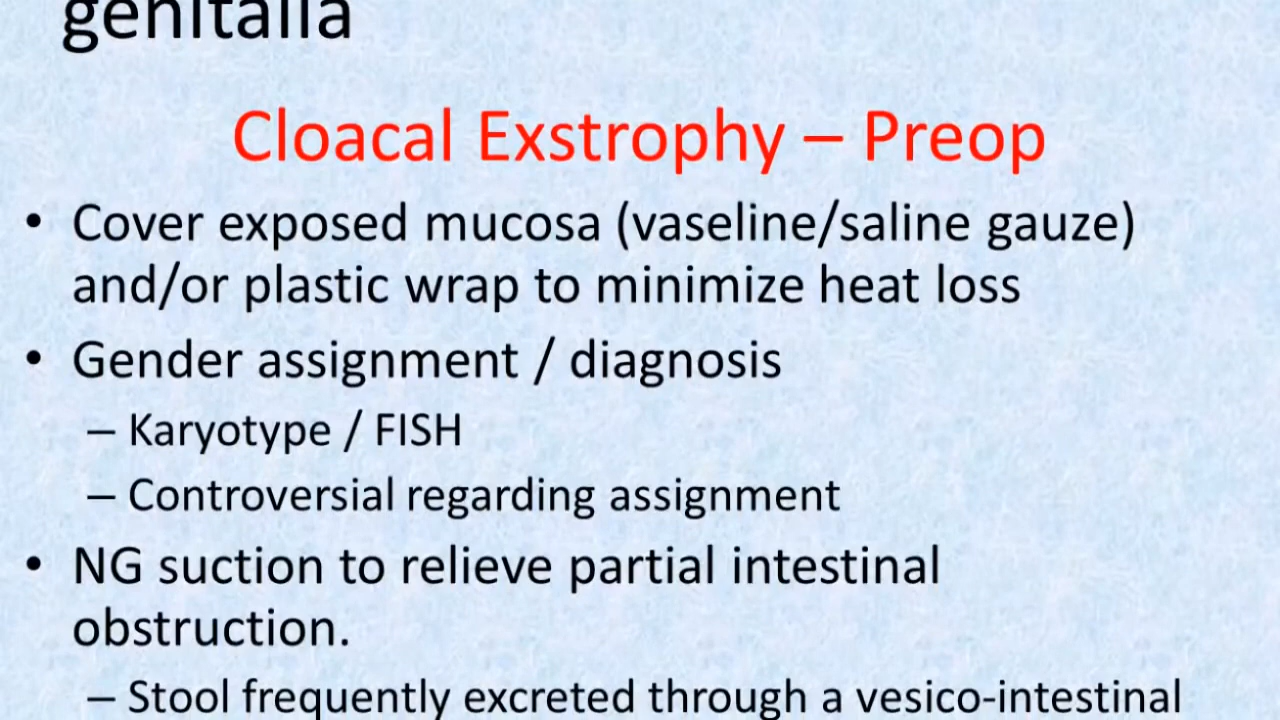 genitalia
Cloacal Exstrophy – Preop
• Cover exposed mucosa (vaseline/saline gauze)
and/or plastic wrap to minimize heat loss
• Gender assignment / diagnosis
– Karyotype / FISH
– Controversial regarding assignment
• NG suction to relieve partial intestinal
obstruction.
– Stool frequently excreted through a vesico-intestinal